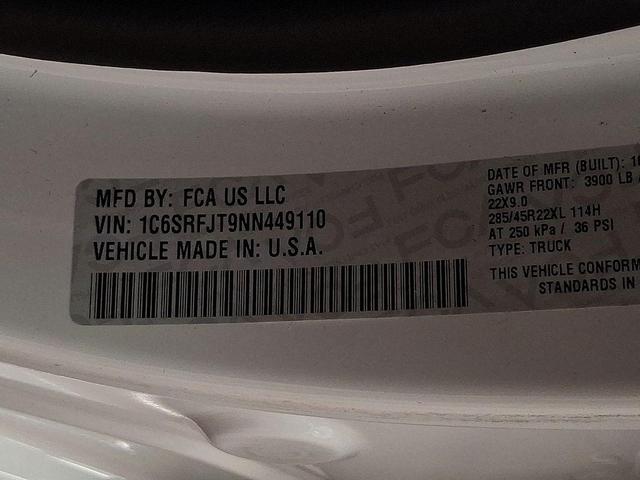 MFD BY: FCA US LLC
VIN: 1C6SRFJT9NN449110
VEHICLE MADE IN: U.S.A.
DATE OF MFR (BUILT): 10
GAWR FRONT: 3900 LB
22X9.0
285/45R22XL 114H
AT 250 kPa / 36 PSI
TYPE: TRUCK
THIS VEHICLE CONFORM
STANDARDS IN